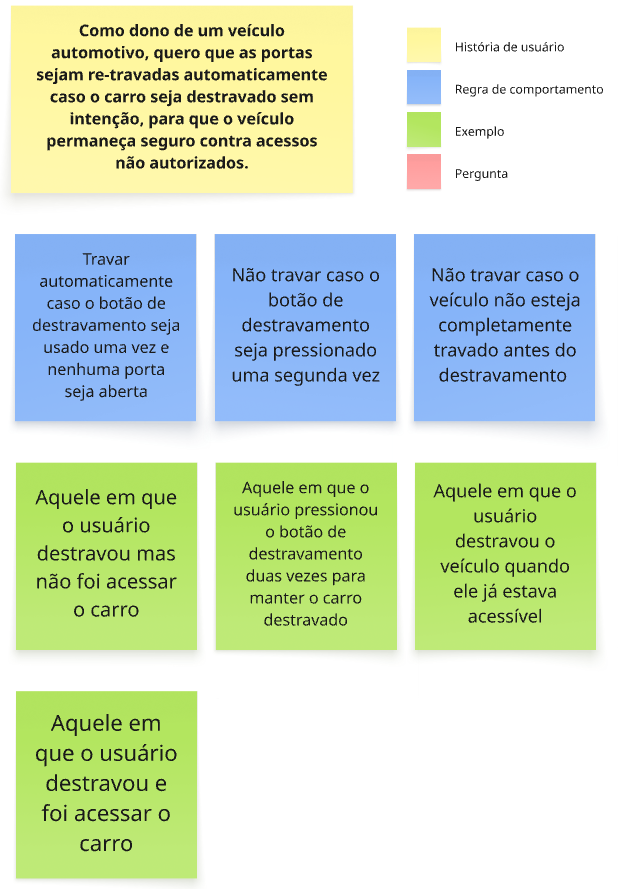 Como dono de um veículo
automotivo, quero que as portas
sejam re-travadas automaticamente
caso o carro seja destravado sem
intenção, para que o veículo
permaneça seguro contra acessos
não autorizados.
História de usuário
Regra de comportamento
Exemplo
Pergunta
Travar
automaticamente
caso o botão de
destravamento seja
usado uma vez e
nenhuma porta
seja aberta
Não travar caso o
botão de
destravamento
seja pressionado
uma segunda vez
Não travar caso o
veículo não esteja
completamente
travado antes do
destravamento
Aquele em que
o usuário
destravou mas
não foi acessar
o carro
Aquele em que o
usuário pressionou
o botão de
destravamento
duas vezes para
manter o carro
destravado
Aquele em que o
usuário
destravou o
veículo quando
ele já estava
acessível
Aquele em
que o usuário
destravou e
foi acessar o
carro